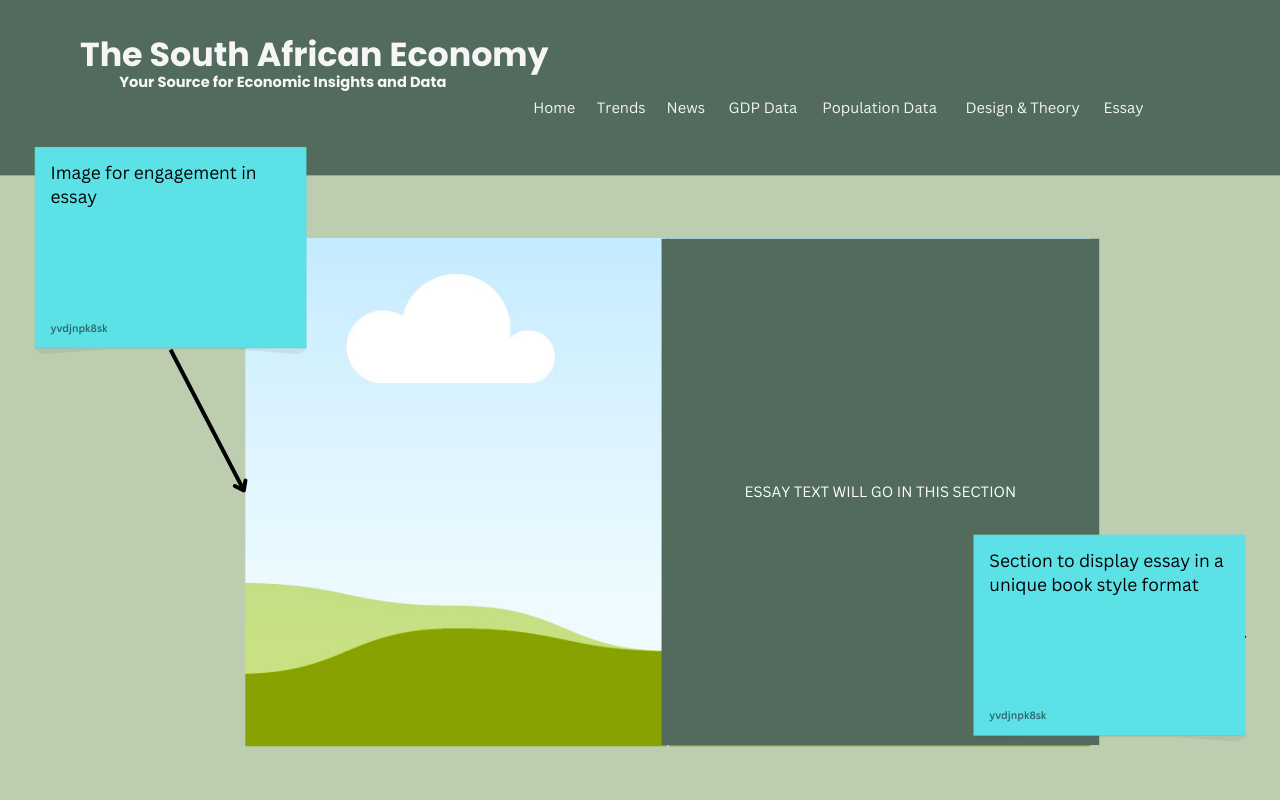 The South African Economy
Your Source for Economic Insights and Data
Home Trends News GDP Data Population Data Design & Theory Essay
Image for engagement in
essay
yvdjnpk8sk
ESSAY TEXT WILL GO IN THIS SECTION
Section to display essay in a
unique book style format
yvdjnpk8sk